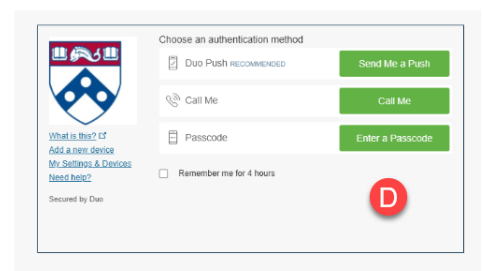 Choose an authentication method
Duo Push RECOMMENDED
Send Me a Push
Call Me
Call Me
Passcode
Enter a Passcode
Remember me for 4 hours
What is this?
Add a new device
My Settings & Devices
Need help?
Secured by Duo
D